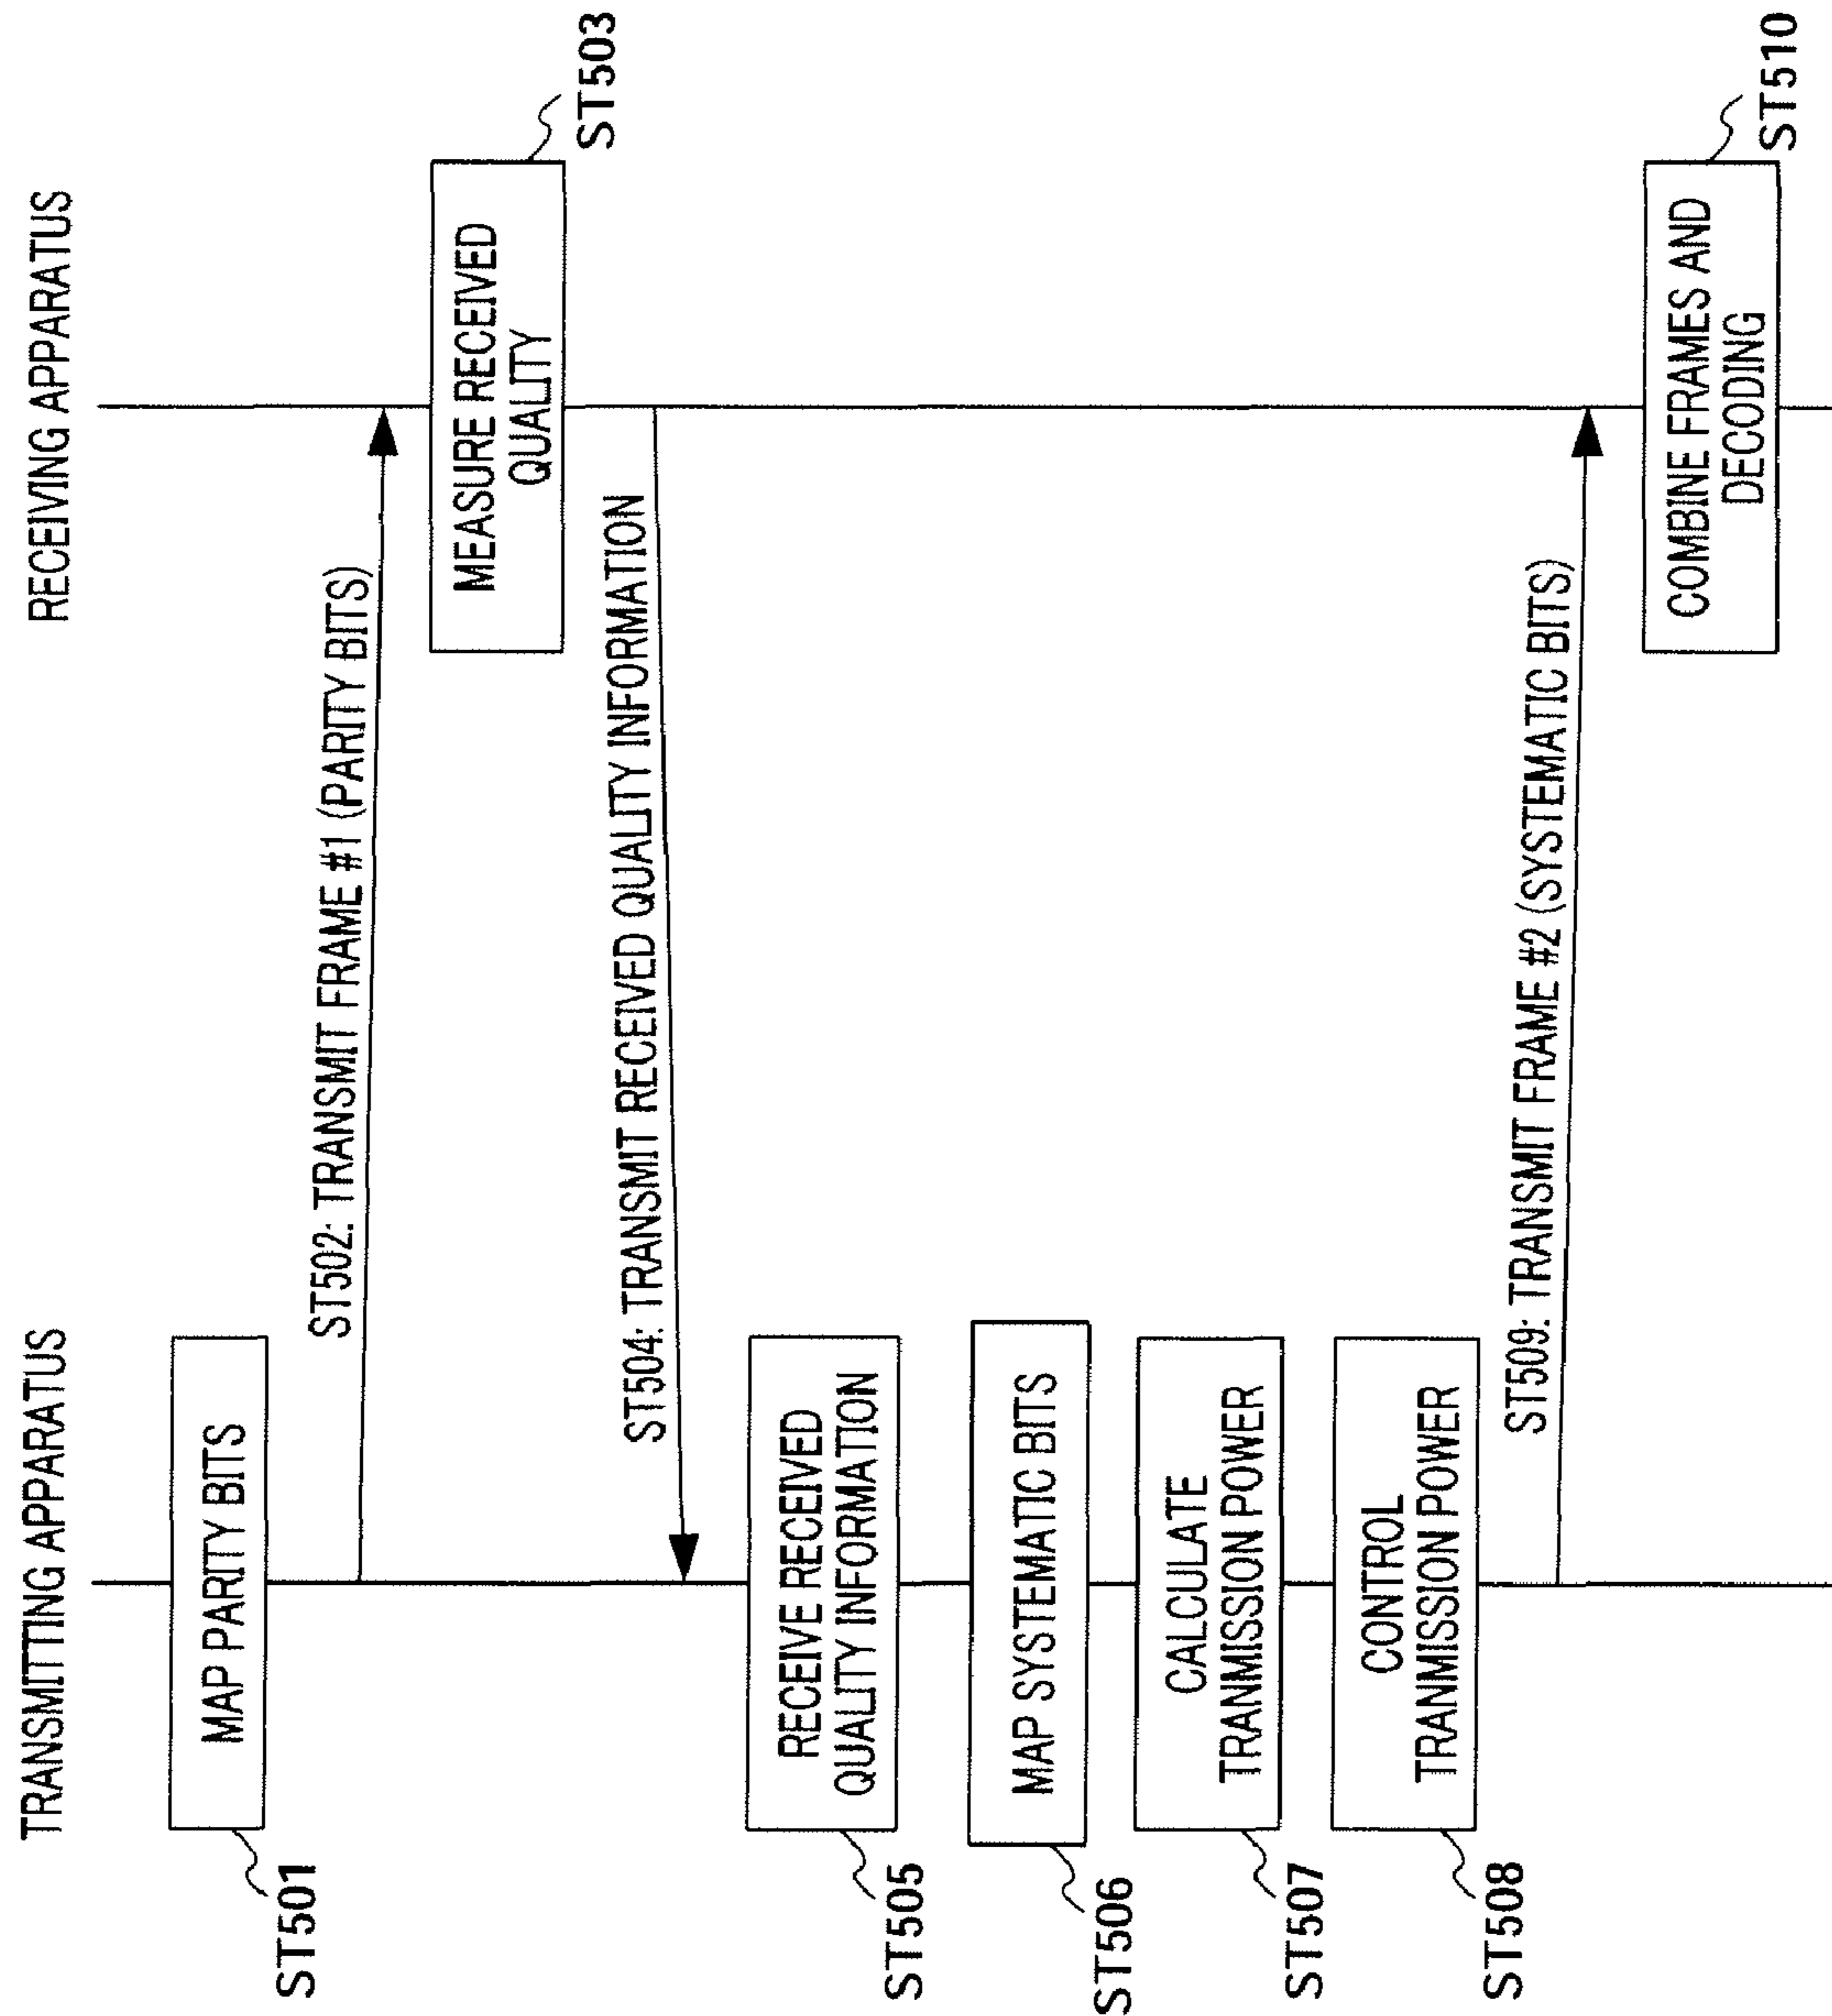 TRANSMITTING APPARATUS
RECEIVING APPARATUS
MAP PARITY BITS
ST501
ST502: TRANSMIT FRAME #1 (PARITY BITS)
MEASURE RECEIVED
QUALITY
ST503
ST504: TRANSMIT RECEIVED QUALITY INFORMATION
RECEIVE RECEIVED
QUALITY INFORMATION
ST505
MAP SYSTEMATIC BITS
ST506
CALCULATE
TRANMISSION POWER
ST507
CONTROL
TRANMISSION POWER
ST508
ST509: TRANSMIT FRAME #2 (SYSTEMATIC BITS)
COMBINE FRAMES AND
DECODING
ST510